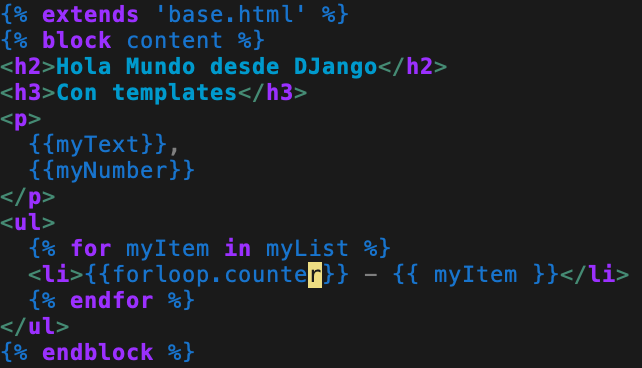 {% extends 'base.html' %}
{% block content %}
<h2>Hola Mundo desde DJango</h2>
<h3>Con templates</h3>
<p>
  {{myText}},
  {{myNumber}}
</p>
<ul>
  {% for myItem in myList %}
  <li>{{forloop.counter}} - {{ myItem }}</li>
  {% endfor %}
</ul>
{% endblock %}